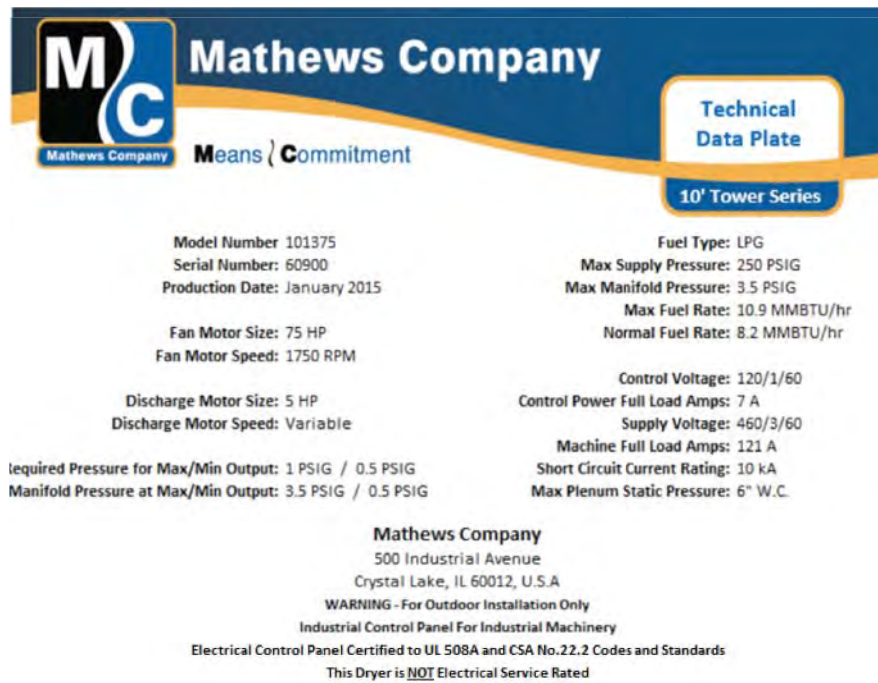 M
C
Mathews Company
Mathews Company
Means Commitment
Technical
Data Plate
10' Tower Series
Model Number 101375
Serial Number: 60900
Production Date: January 2015
Fan Motor Size: 75 HP
Fan Motor Speed: 1750 RPM
Discharge Motor Size: 5 HP
Discharge Motor Speed: Variable
Pressure for Max/Min Output: 1 PSIG / 0.5 PSIG
Manifold Pressure at Max/Min Output: 3.5 PSIG / 0.5 PSIG
Fuel Type: LPG
Max Supply Pressure: 250 PSIG
Max Manifold Pressure: 3.5 PSIG
Max Fuel Rate: 10.9 MMBTU/hr
Normal Fuel Rate: 8.2 MMBTU/hr
Control Voltage: 120/1/60
Control Power Full Load Amps: 7 A
Supply Voltage: 460/3/60
Machine Full Load Amps: 121 A
Short Circuit Current Rating: 10 kA
Max Plenum Static Pressure: 6" W.C.
Mathews Company
500 Industrial Avenue
Crystal Lake, IL 60012, U.S.A
WARNING - For Outdoor Installation Only
Industrial Control Panel For Industrial Machinery
Electrical Control Panel Certified to UL 508A and CSA No.22.2 Codes and Standards
This Dryer is NOT Electrical Service Rated